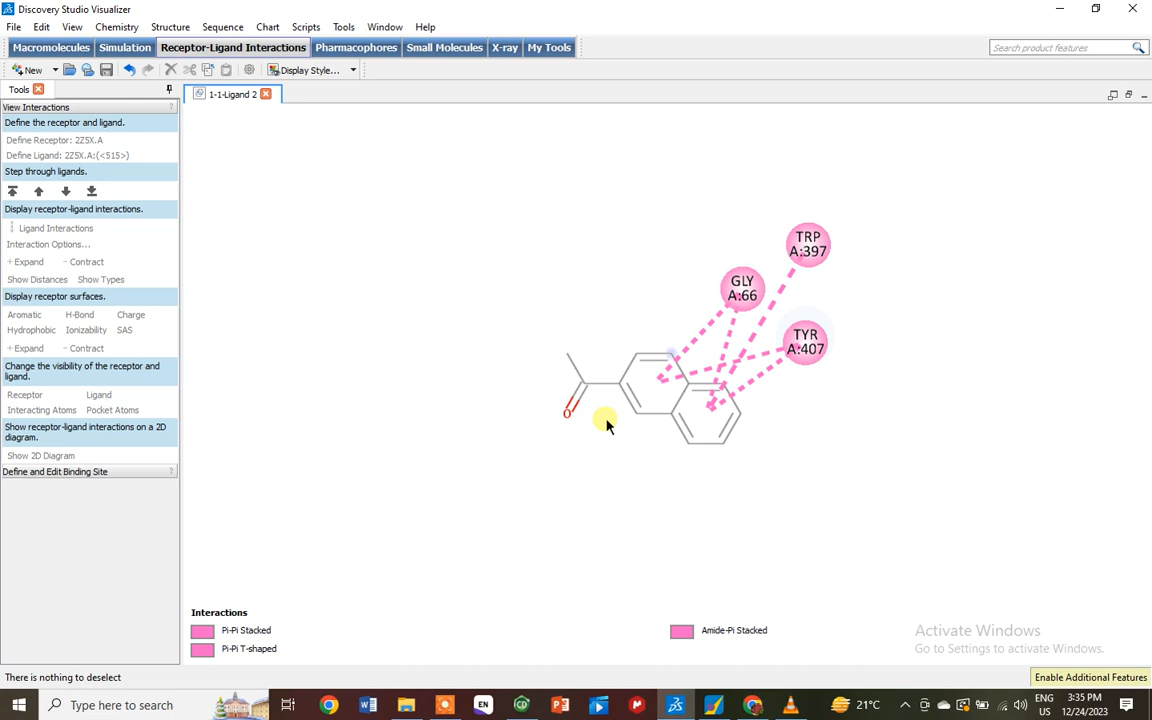 Discovery Studio Visualizer
File Edit View Chemistry Structure Sequence Chart Scripts Tools Window Help
Macromolecules Simulation Receptor-Ligand Interactions Pharmacophores Small Molecules X-ray My Tools
Search product features
New Display Style...
Tools
1-1-Ligand 2
View Interactions ?
Define the receptor and ligand.
Define Receptor: 2Z5X.A
Define Ligand: 2Z5X.A:(<515>)
Step through ligands.
Display receptor-ligand interactions.
Ligand Interactions
Interaction Options...
+Expand - Contract
Show Distances Show Types
Display receptor surfaces.
Aromatic H-Bond Charge
Hydrophobic Ionizability SAS
+Expand - Contract
Change the visibility of the receptor and
ligand.
Receptor Ligand
Interacting Atoms Pocket Atoms
Show receptor-ligand interactions on a 2D
diagram.
Show 2D Diagram
Define and Edit Binding Site ?
TRP
A:397
GLY
A:66
TYR
A:407
O
Interactions
Pi-Pi Stacked
Pi-Pi T-shaped
Amide-Pi Stacked
Activate Windows
Go to Settings to activate Windows.
There is nothing to deselect
Enable Additional Features
Type here to search
EN
21°C
ENG
US
3:35 PM
12/24/2023